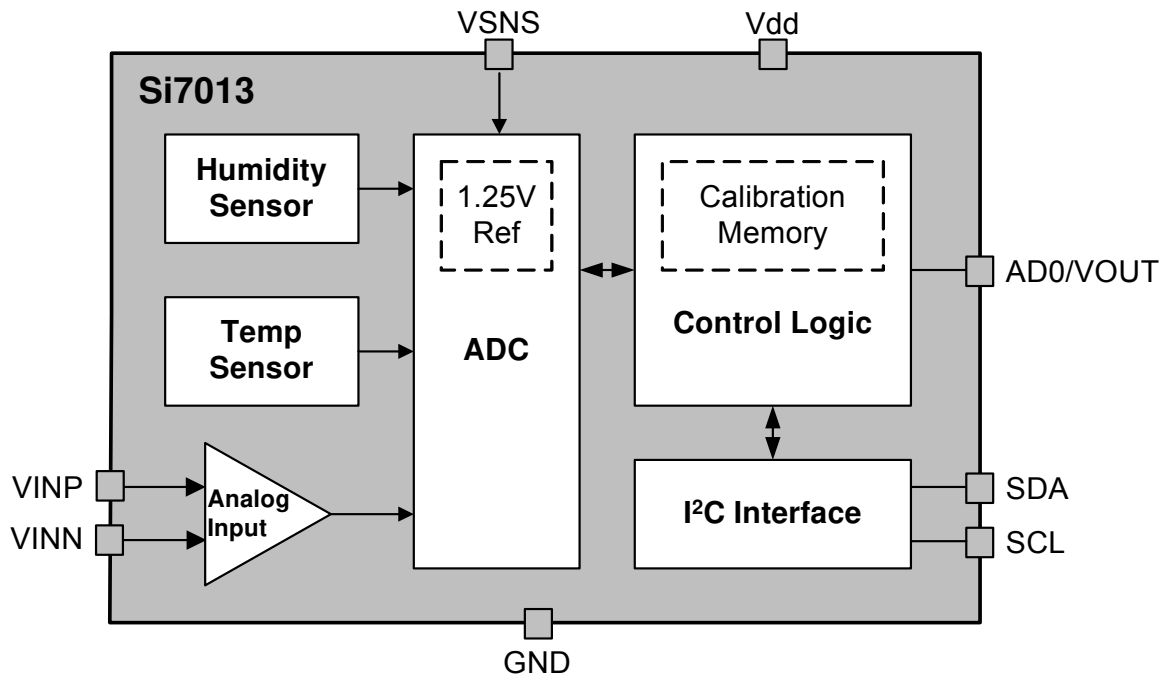 VSNS
Vdd
Si7013
Humidity
Sensor
1.25V
Ref
Calibration
Memory
AD0/VOUT
Control Logic
Temp
Sensor
ADC
VINP
VINN
Analog
Input
I²C Interface
SDA
SCL
GND